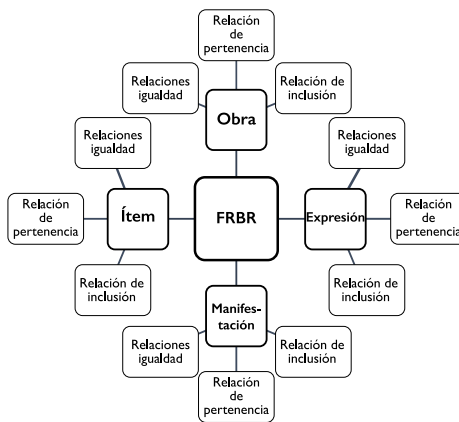 Relación
de
pertenencia
Relaciones
igualdad
Relación de
inclusión
Obra
Relaciones
igualdad
Relaciones
igualdad
Relación
de
pertenencia
Ítem
FRBR
Expresión
Relación
de
pertenencia
Relación de
inclusión
Relación de
inclusión
Manifes-
tación
Relaciones
igualdad
Relación de
inclusión
Relación
de
pertenencia